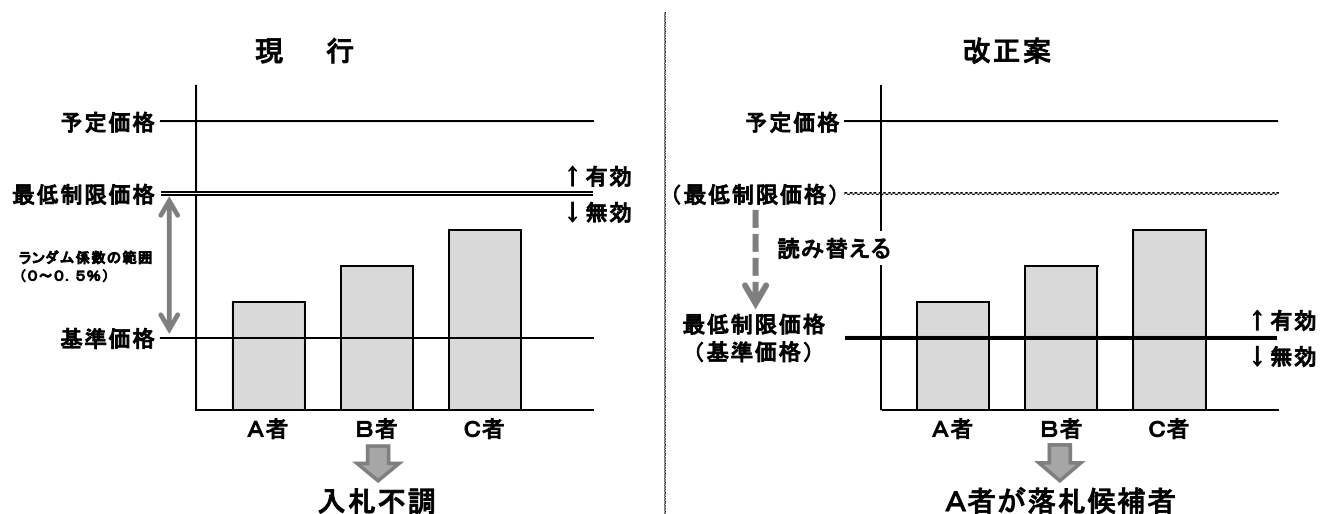 現 行
予定価格
最低制限価格
↑有効
↓無効
ランダム係数の範囲
(0~0.5%)
基準価格
A者
B者
C者
入札不調
改正案
予定価格
(最低制限価格)
読み替える
最低制限価格
(基準価格)
↑有効
↓無効
A者
B者
C者
A者が落札候補者